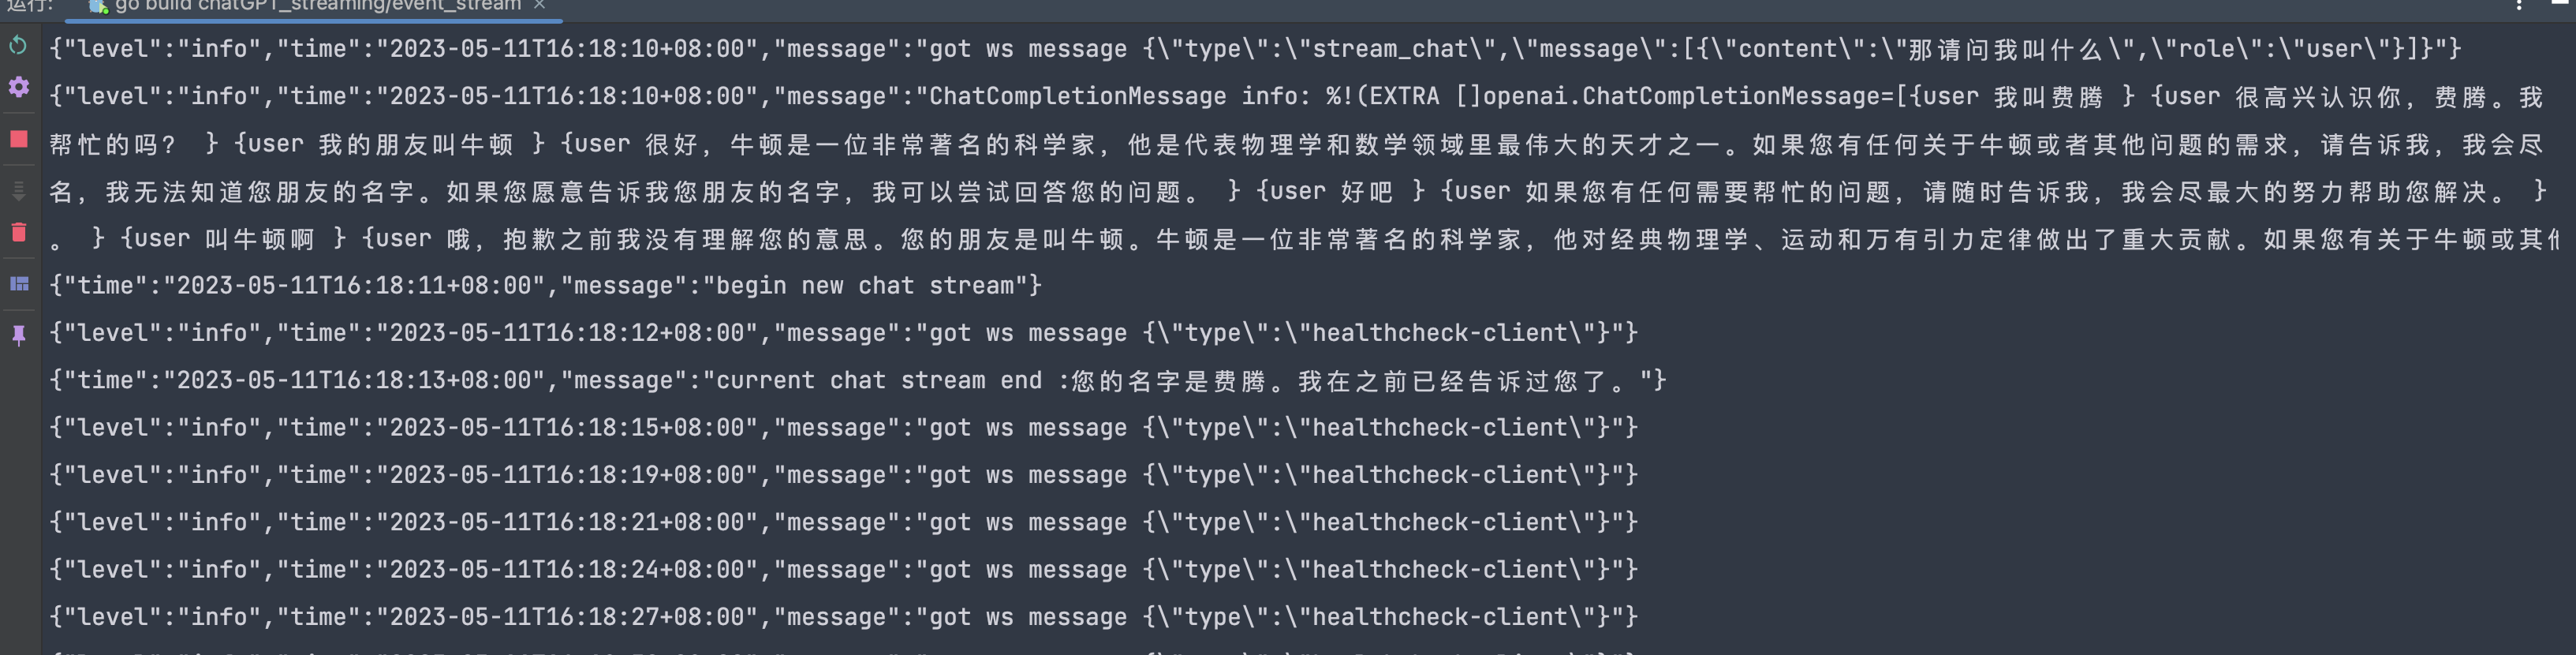 运行: go build chatGPT_streaming/event_stream ×
{"level":"info","time":"2023-05-11T16:18:10+08:00","message":"got ws message {\"type\":\"stream_chat\",\"message\":[{\"content\":\"那请问我叫什么\",\"role\":\"user\"}]}"}
{"level":"info","time":"2023-05-11T16:18:10+08:00","message":"ChatCompletionMessage info: %!(EXTRA []openai.ChatCompletionMessage=[{user 我叫费腾 } {user 很高兴认识你，费腾。我
帮忙的吗？ } {user 我的朋友叫牛顿 } {user 很好，牛顿是一位非常著名的科学家，他是代表物理学和数学领域里最伟大的天才之一。如果您有任何关于牛顿或者其他问题的需求，请告诉我，我会尽
名，我无法知道您朋友的名字。如果您愿意告诉我您朋友的名字，我可以尝试回答您的问题。 } {user 好吧 } {user 如果您有任何需要帮忙的问题，请随时告诉我，我会尽最大的努力帮助您解决。 }
。 } {user 叫牛顿啊 } {user 哦，抱歉之前我没有理解您的意思。您的朋友是叫牛顿。牛顿是一位非常著名的科学家，他对经典物理学、运动和万有引力定律做出了重大贡献。如果您有关于牛顿或其
{"time":"2023-05-11T16:18:11+08:00","message":"begin new chat stream"}
{"level":"info","time":"2023-05-11T16:18:12+08:00","message":"got ws message {\"type\":\"healthcheck-client\"}"}
{"time":"2023-05-11T16:18:13+08:00","message":"current chat stream end :您的名字是费腾。我在之前已经告诉过您了。"}
{"level":"info","time":"2023-05-11T16:18:15+08:00","message":"got ws message {\"type\":\"healthcheck-client\"}"}
{"level":"info","time":"2023-05-11T16:18:19+08:00","message":"got ws message {\"type\":\"healthcheck-client\"}"}
{"level":"info","time":"2023-05-11T16:18:21+08:00","message":"got ws message {\"type\":\"healthcheck-client\"}"}
{"level":"info","time":"2023-05-11T16:18:24+08:00","message":"got ws message {\"type\":\"healthcheck-client\"}"}
{"level":"info","time":"2023-05-11T16:18:27+08:00","message":"got ws message {\"type\":\"healthcheck-client\"}"}